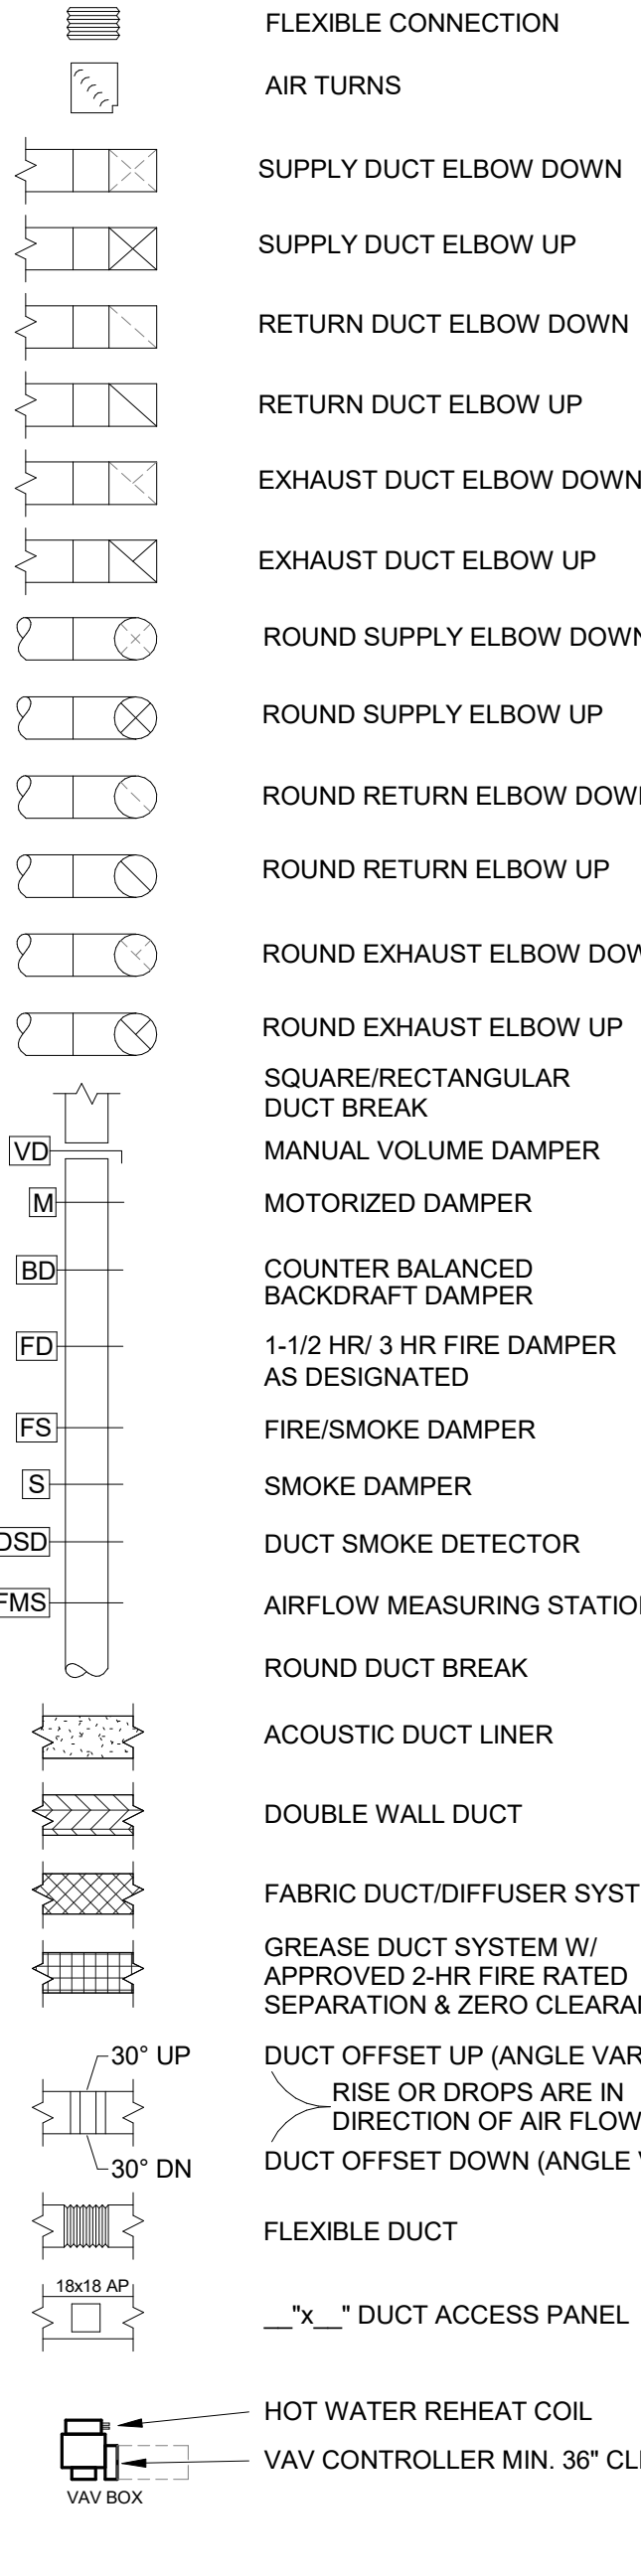 FLEXIBLE CONNECTION
AIR TURNS
SUPPLY DUCT ELBOW DOWN
SUPPLY DUCT ELBOW UP
RETURN DUCT ELBOW DOWN
RETURN DUCT ELBOW UP
EXHAUST DUCT ELBOW DOWN
EXHAUST DUCT ELBOW UP
ROUND SUPPLY ELBOW DOWN
ROUND SUPPLY ELBOW UP
ROUND RETURN ELBOW DOW
ROUND RETURN ELBOW UP
ROUND EXHAUST ELBOW DOW
ROUND EXHAUST ELBOW UP
SQUARE/RECTANGULAR
DUCT BREAK
VD MANUAL VOLUME DAMPER
M MOTORIZED DAMPER
BD COUNTER BALANCED
BACKDRAFT DAMPER
FD 1-1/2 HR/ 3 HR FIRE DAMPER
AS DESIGNATED
FS FIRE/SMOKE DAMPER
S SMOKE DAMPER
DSD DUCT SMOKE DETECTOR
FMS AIRFLOW MEASURING STATION
ROUND DUCT BREAK
ACOUSTIC DUCT LINER
DOUBLE WALL DUCT
FABRIC DUCT/DIFFUSER SYST
GREASE DUCT SYSTEM W/
APPROVED 2-HR FIRE RATED
SEPARATION & ZERO CLEARAN
30° UP DUCT OFFSET UP (ANGLE VAR
RISE OR DROPS ARE IN
DIRECTION OF AIR FLOW
30° DN DUCT OFFSET DOWN (ANGLE V
FLEXIBLE DUCT
18x18 AP
__"x__" DUCT ACCESS PANEL
HOT WATER REHEAT COIL
VAV CONTROLLER MIN. 36" CL
VAV BOX